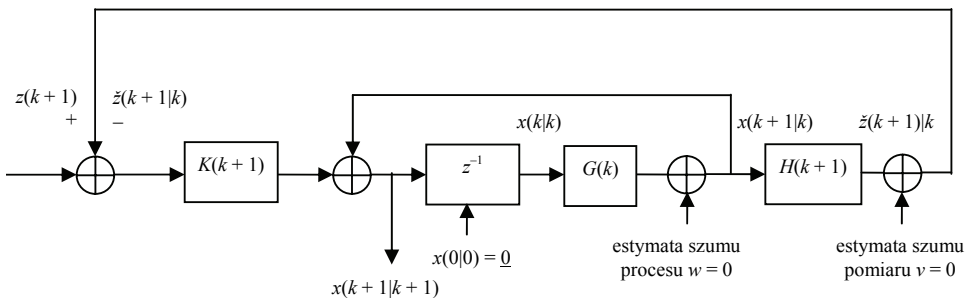 z(k + 1)
+
ž(k + 1|k)
–
K(k + 1)
x(k|k)
z⁻¹
G(k)
x(k + 1|k)
H(k + 1)
ž(k + 1)|k
x(0|0) = 0
x(k + 1|k + 1)
estymata szumu
procesu w = 0
estymata szumu
pomiaru v = 0